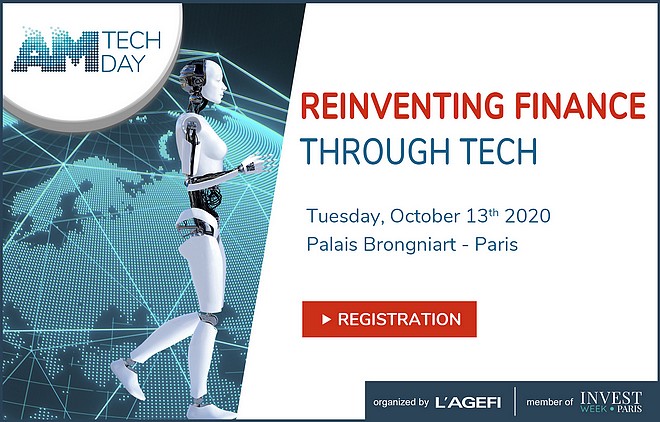 AM TECH
DAY
REINVENTING FINANCE
THROUGH TECH
Tuesday, October 13th 2020
Palais Brongniart - Paris
REGISTRATION
organized by L'AGEFI member of INVEST
WEEK • PARIS